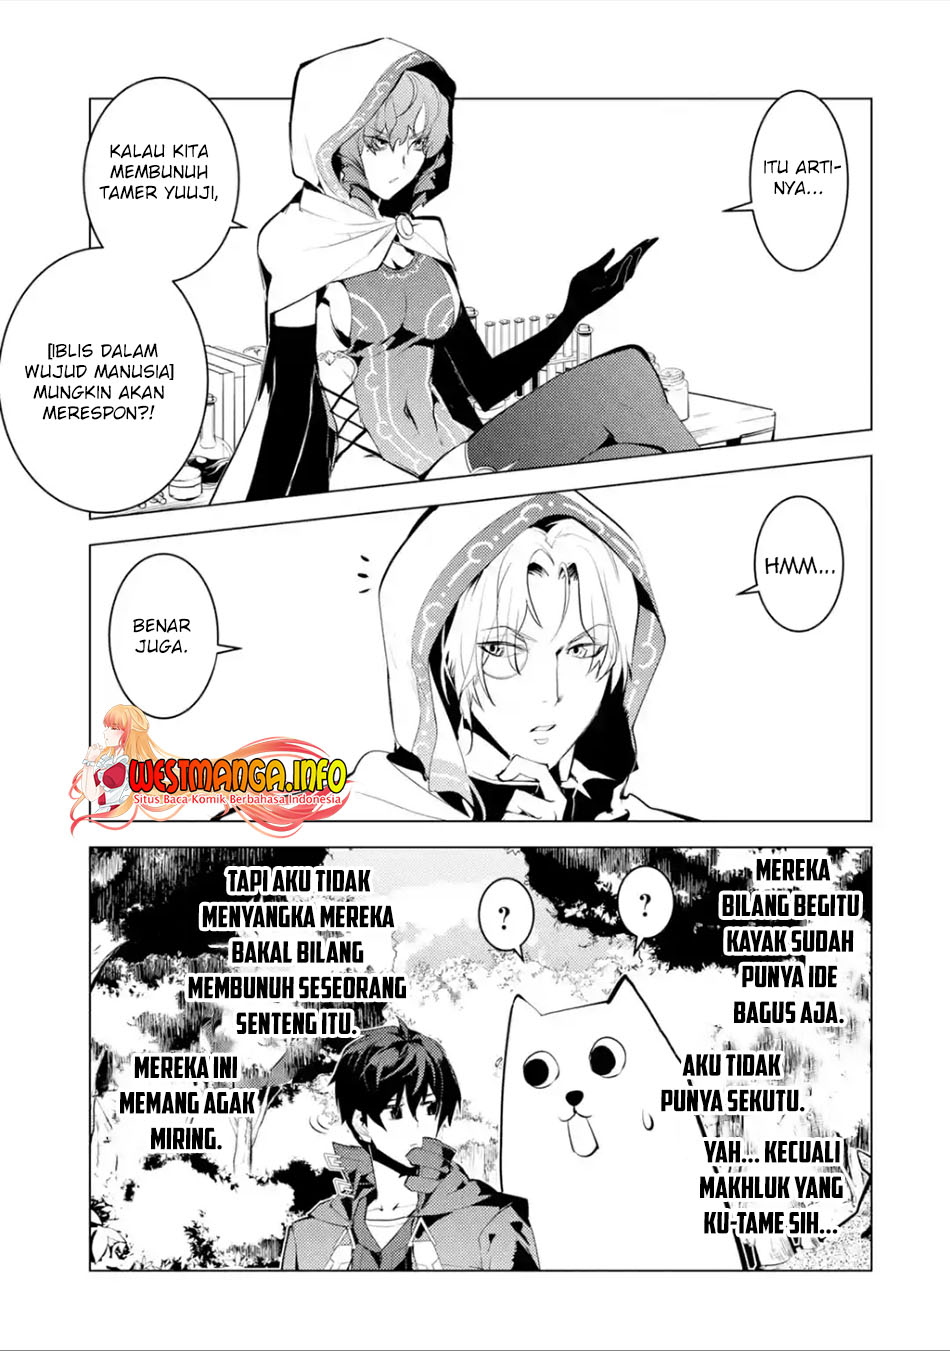 ITU ARTI-
NYA...
KALAU KITA
MEMBUNUH
TAMER YUUJI,
[IBLIS DALAM
WUJUD MANUSIA]
MUNGKIN AKAN
MERESPON?!
HMM...
BENAR
JUGA.
WESTMANGA.INFO
Situs Baca Komik Berbahasa Indonesia
MEREKA
BILANG BEGITU
KAYAK SUDAH
PUNYA IDE
BAGUS AJA.
AKU TIDAK
PUNYA SEKUTU.
YAH... KECUALI
MAKHLUK YANG
KU-TAME SIH...
?
?
TAPI AKU TIDAK
MENYANGKA MEREKA
BAKAL BILANG
MEMBUNUH SESEORANG
SENTENG ITU.
MEREKA INI
MEMANG AGAK
MIRING.